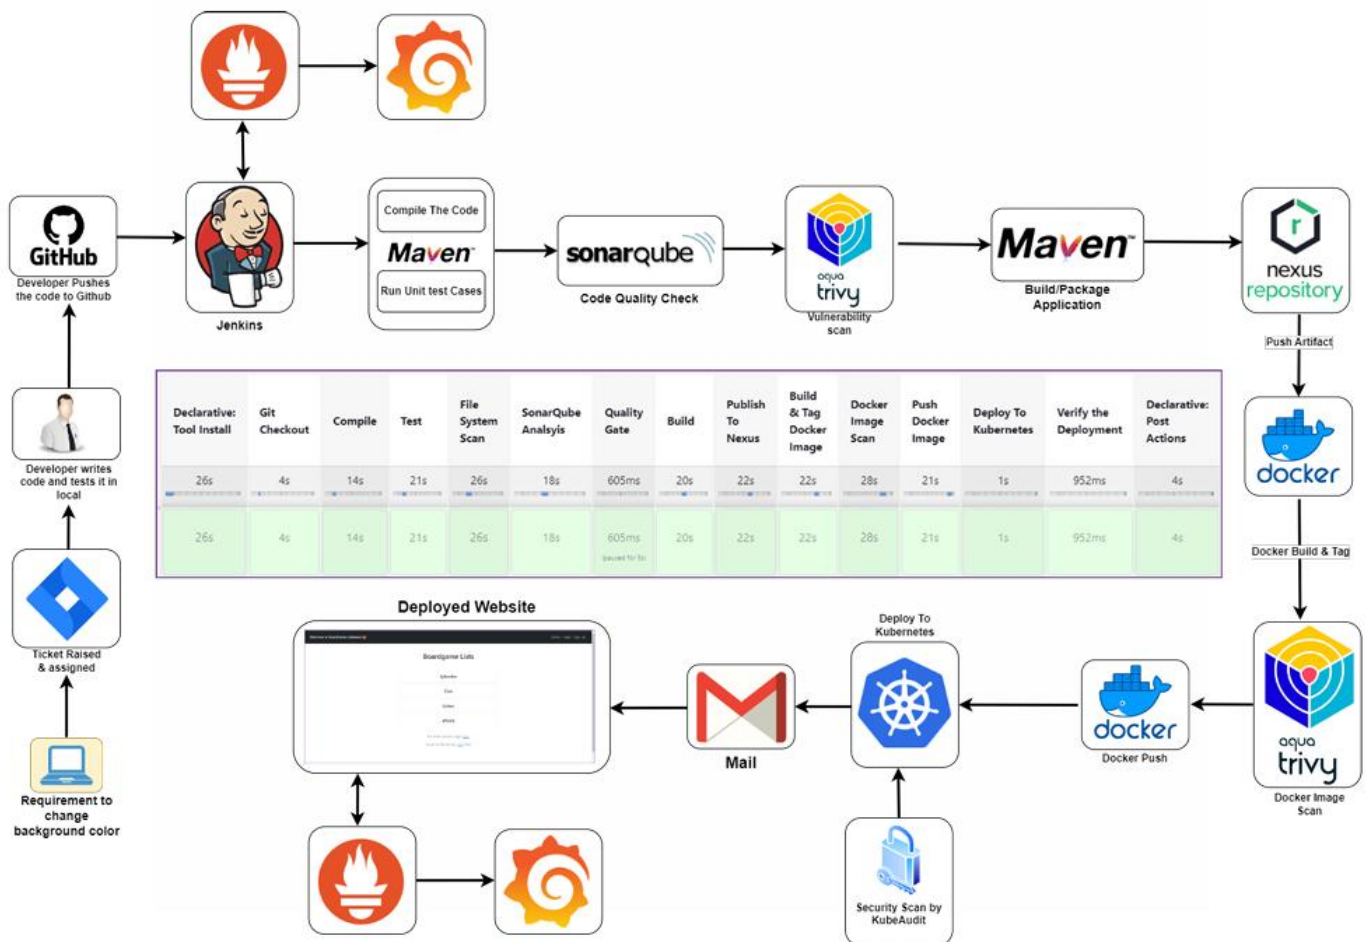 GitHub
Developer Pushes
the code to Github
Jenkins
Compile The Code
Maven™
Run Unit test Cases
sonarqube
Code Quality Check
aqua
trivy
Vulnerability
scan
Maven™
Build/Package
Application
nexus
repository
Push Artifact
Developer writes
code and tests it in
local
Ticket Raised
& assigned
Requirement to
change
background color
Declarative:
Tool Install
Git
Checkout
Compile
Test
File
System
Scan
SonarQube
Analsyis
Quality
Gate
Build
Publish
To
Nexus
Build
& Tag
Docker
Image
Docker
Image
Scan
Push
Docker
Image
Deploy To
Kubernetes
Verify the
Deployment
Declarative:
Post
Actions
26s 4s 14s 21s 26s 18s 605ms 20s 22s 22s 28s 21s 1s 952ms 4s
26s 4s 14s 21s 26s 18s 605ms 20s 22s 22s 28s 21s 1s 952ms 4s
docker
Docker Build & Tag
aqua
trivy
Docker Image
Scan
docker
Docker Push
Deploy To
Kubernetes
Security Scan by
KubeAudit
Mail
Deployed Website
Boardgame Lists